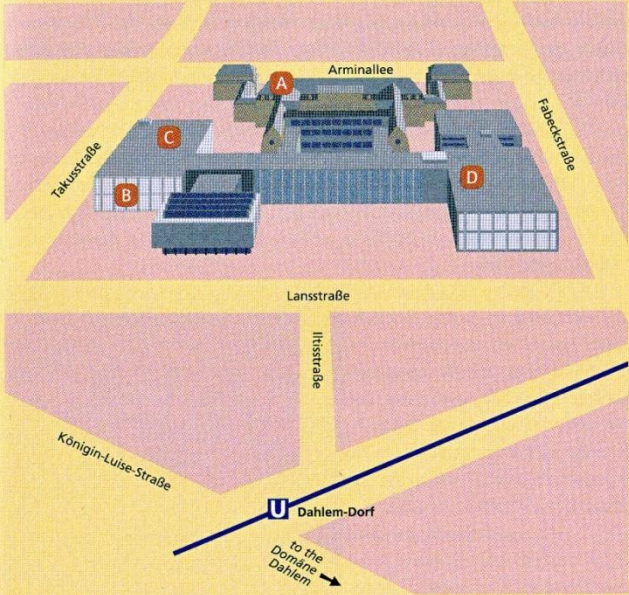 Arminallee
A
Fabeckstraße
Takusstraße
C
B
D
Lansstraße
Iltisstraße
Königin-Luise-Straße
U Dahlem-Dorf
to the
Domäne
Dahlem